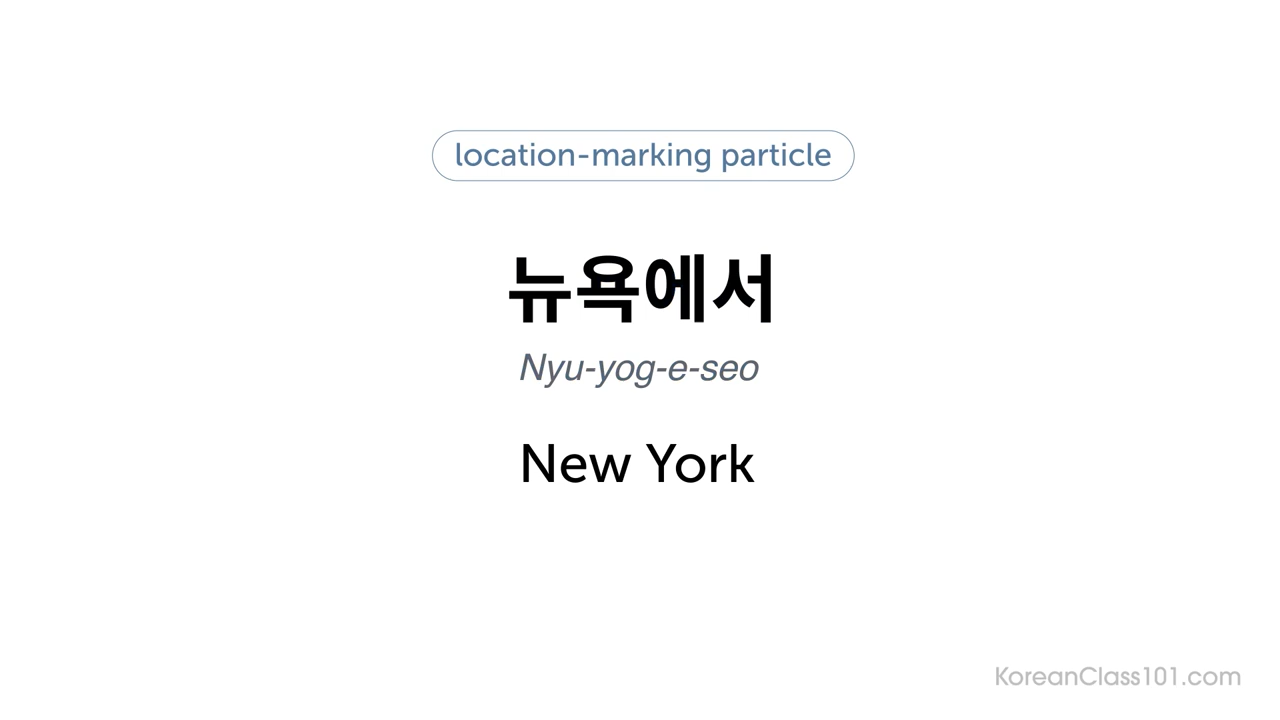 location-marking particle
뉴욕에서
Nyu-yog-e-seo
New York
KoreanClass101.com